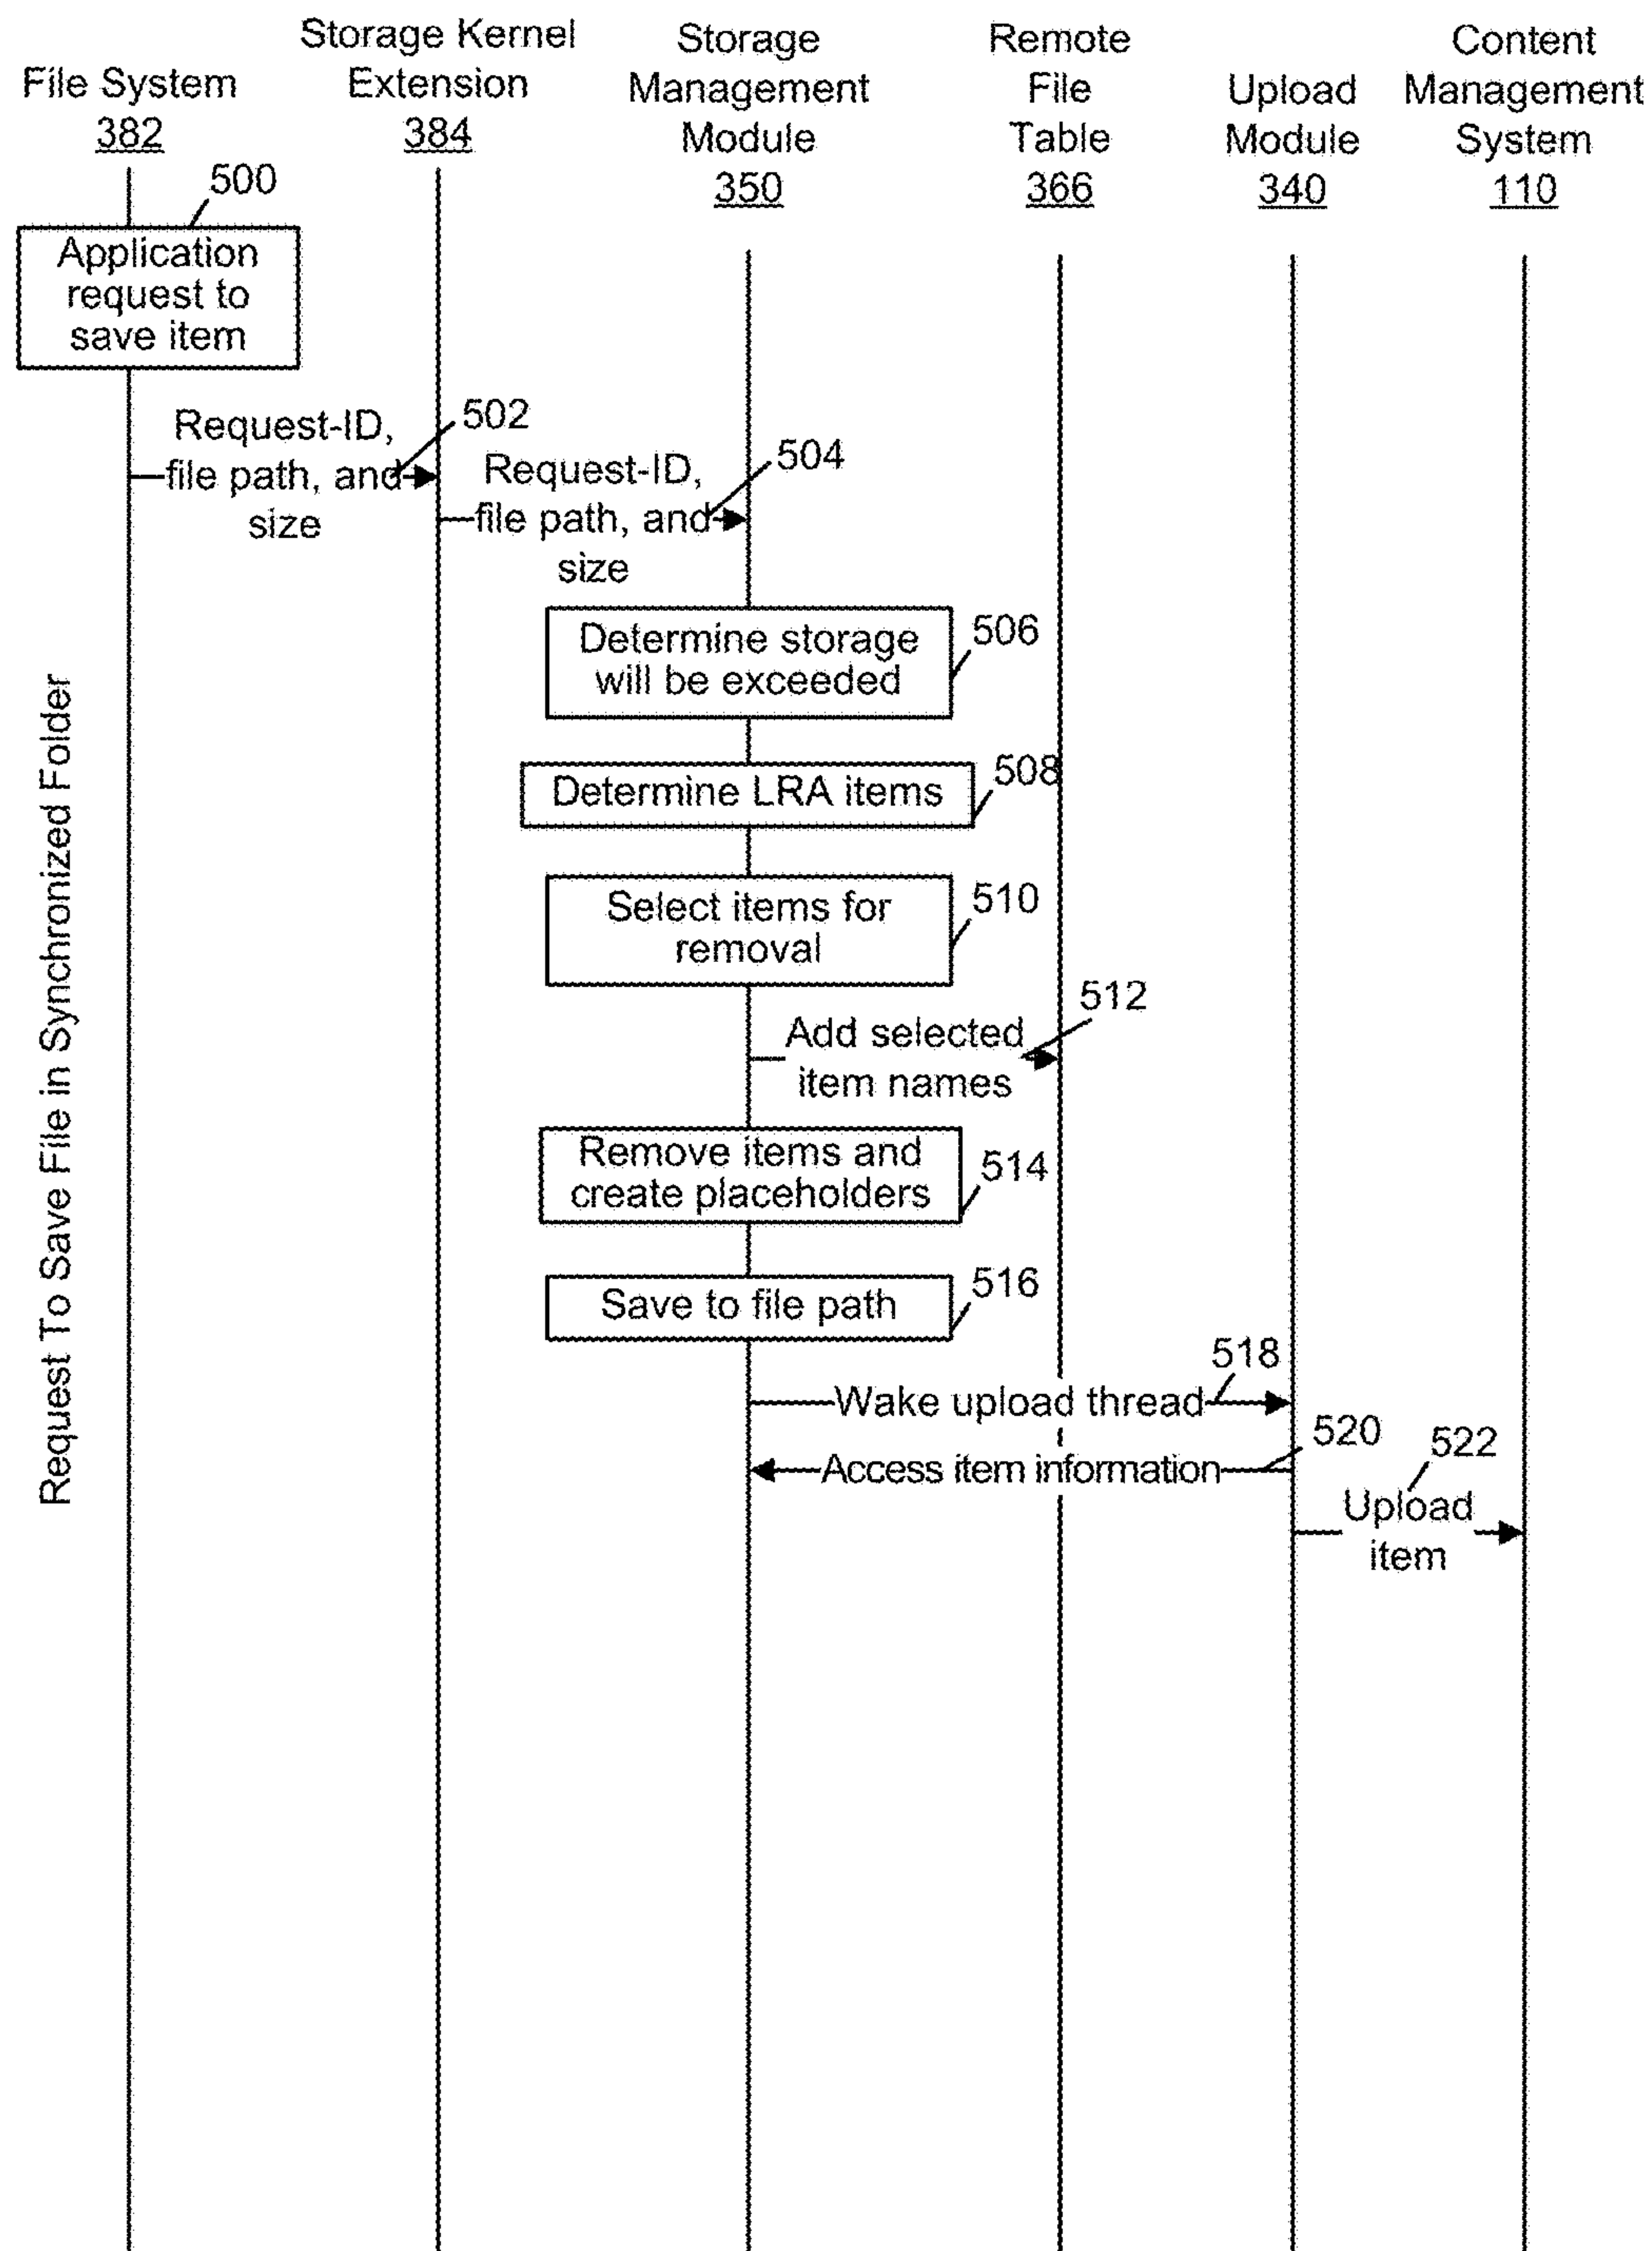 File System
382
Storage Kernel
Extension
384
Storage
Management
Module
350
Remote
File
Table
366
Upload
Module
340
Content
Management
System
110
500
Application
request to
save item
Request-ID,
file path, and
size
502
Request-ID,
file path, and
size
504
Determine storage
will be exceeded
506
Determine LRA items
508
Select items for
removal
510
Add selected
item names
512
Remove items and
create placeholders
514
Save to file path
516
Wake upload thread
518
Access item information
520
Upload
item
522
Request To Save File in Synchronized Folder